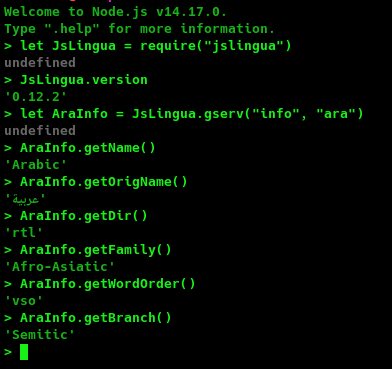 Welcome to Node.js v14.17.0.
Type ".help" for more information.
> let JsLingua = require("jslingua")
undefined
> JsLingua.version
'0.12.2'
> let AraInfo = JsLingua.gserv("info", "ara")
undefined
> AraInfo.getName()
'Arabic'
> AraInfo.getOrigName()
'عربية'
> AraInfo.getDir()
'rtl'
> AraInfo.getFamily()
'Afro-Asiatic'
> AraInfo.getWordOrder()
'vso'
> AraInfo.getBranch()
'Semitic'
>